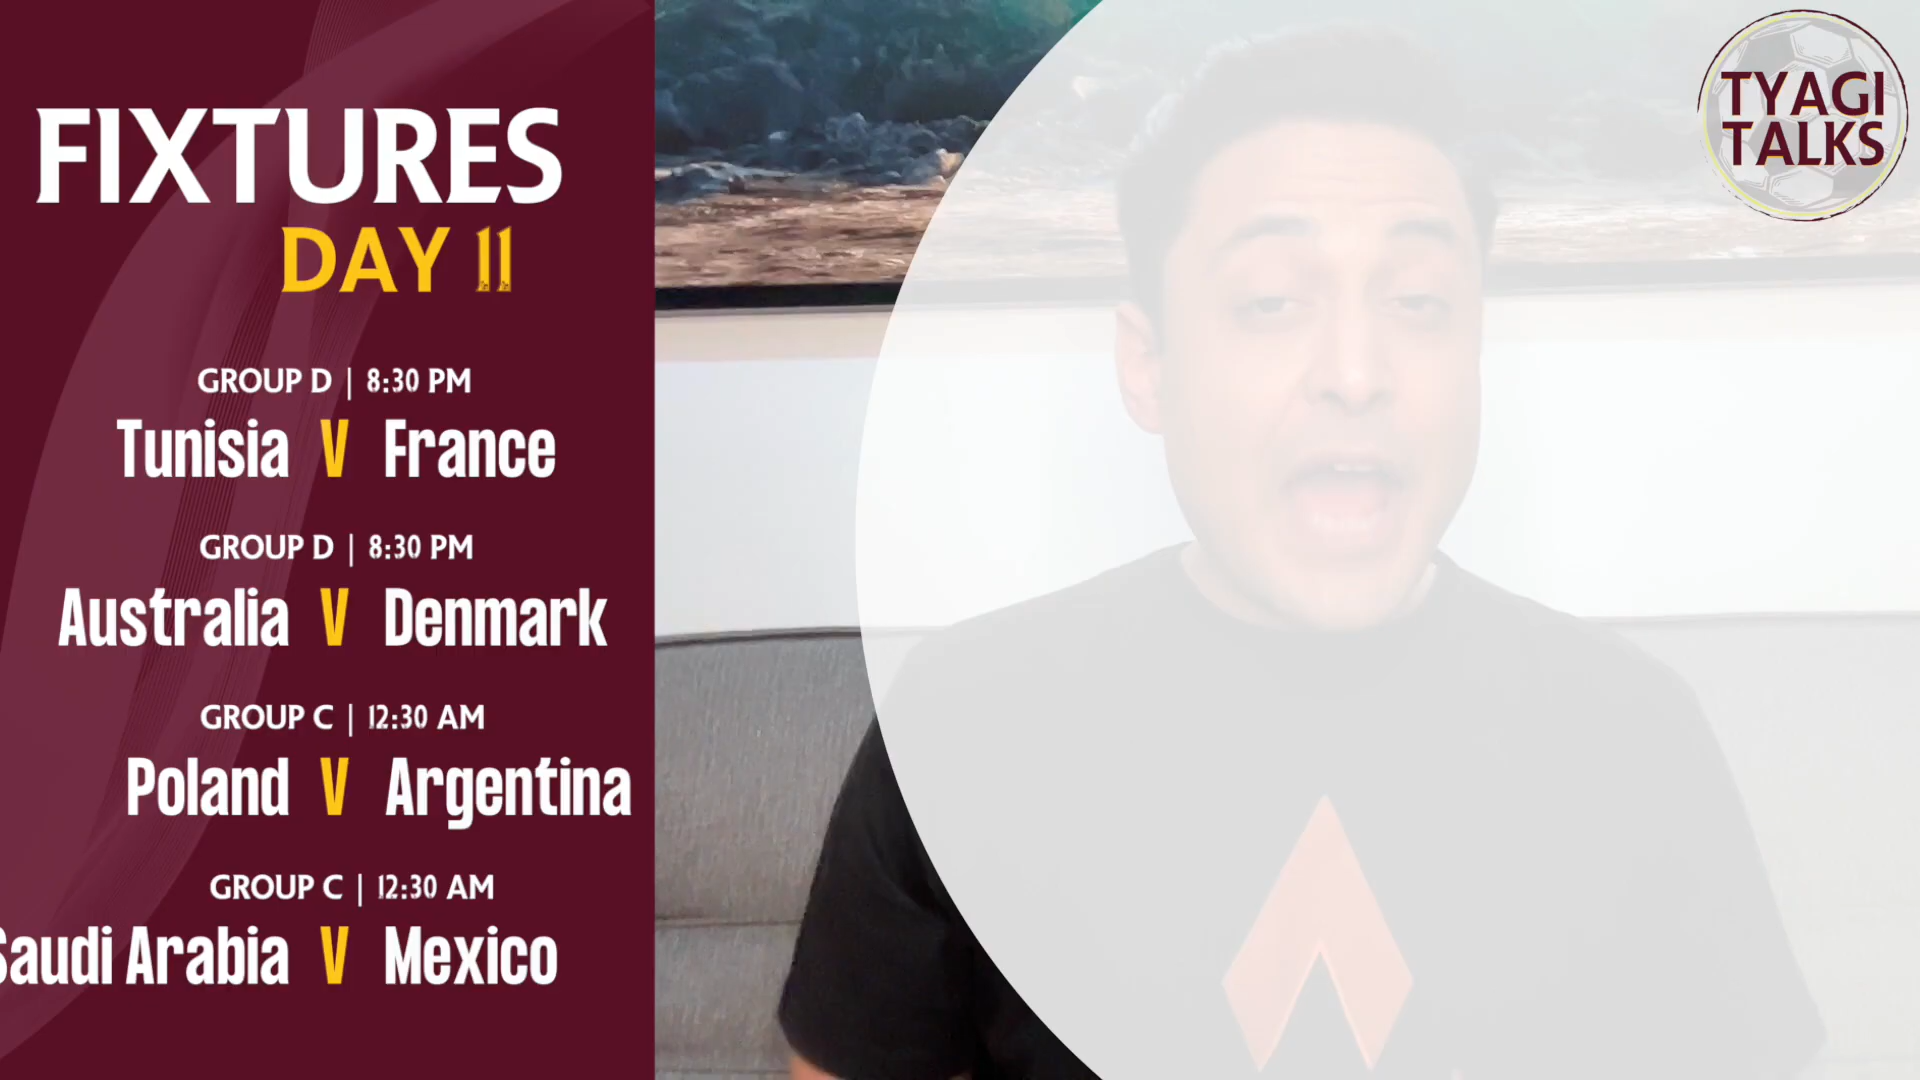 FIXTURES
DAY 11
GROUP D | 8:30 PM
Tunisia V France
GROUP D | 8:30 PM
Australia V Denmark
GROUP C | 12:30 AM
Poland V Argentina
GROUP C | 12:30 AM
Saudi Arabia V Mexico
TYAGI
TALKS